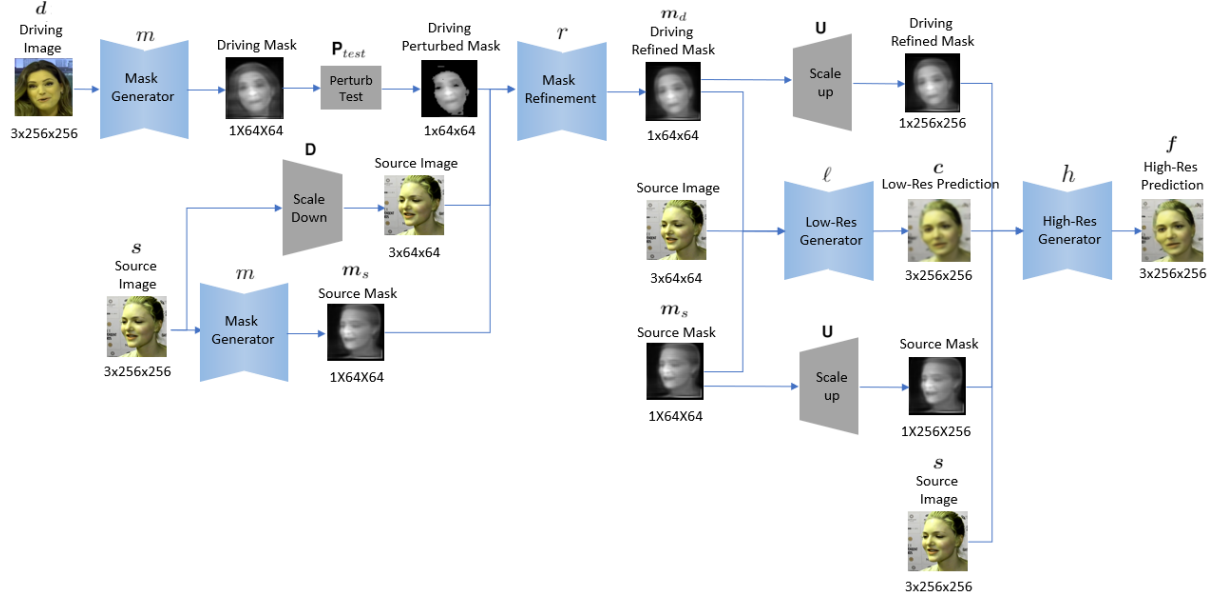 d
Driving
Image
3x256x256
m
Mask
Generator
Driving Mask
1X64X64
P_test
Perturb
Test
Driving
Perturbed Mask
1x64x64
r
Mask
Refinement
m_d
Driving
Refined Mask
1x64x64
U
Scale
up
Driving
Refined Mask
1x256x256
D
Scale
Down
Source Image
3x64x64
s
Source
Image
3x256x256
m
Mask
Generator
m_s
Source Mask
1X64X64
Source Image
3x64x64
m_s
Source Mask
1X64X64
ℓ
Low-Res
Generator
c
Low-Res Prediction
3x256x256
h
High-Res
Generator
f
High-Res
Prediction
3x256x256
U
Scale
up
Source Mask
1X256X256
s
Source
Image
3x256x256